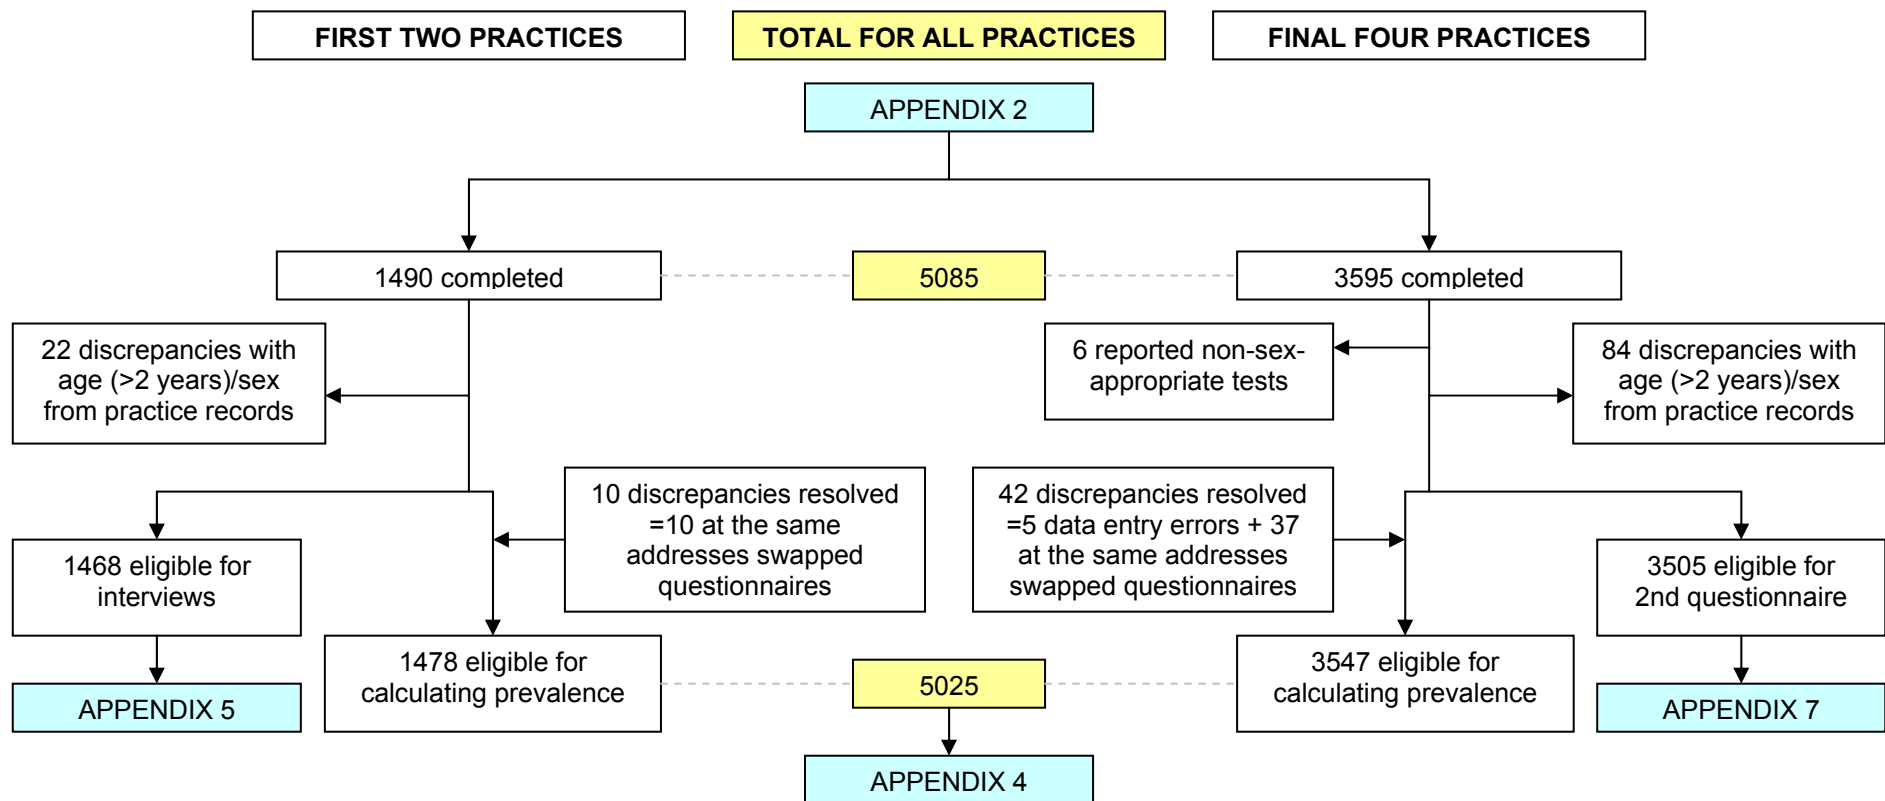 FIRST TWO PRACTICES
TOTAL FOR ALL PRACTICES
FINAL FOUR PRACTICES
APPENDIX 2
1490 completed
5085
3595 completed
22 discrepancies with
age (>2 years)/sex
from practice records
6 reported non-sex-
appropriate tests
84 discrepancies with
age (>2 years)/sex
from practice records
10 discrepancies resolved
=10 at the same
addresses swapped
questionnaires
42 discrepancies resolved
=5 data entry errors + 37
at the same addresses
swapped questionnaires
1468 eligible for
interviews
3505 eligible for
2nd questionnaire
1478 eligible for
calculating prevalence
5025
3547 eligible for
calculating prevalence
APPENDIX 5
APPENDIX 7
APPENDIX 4